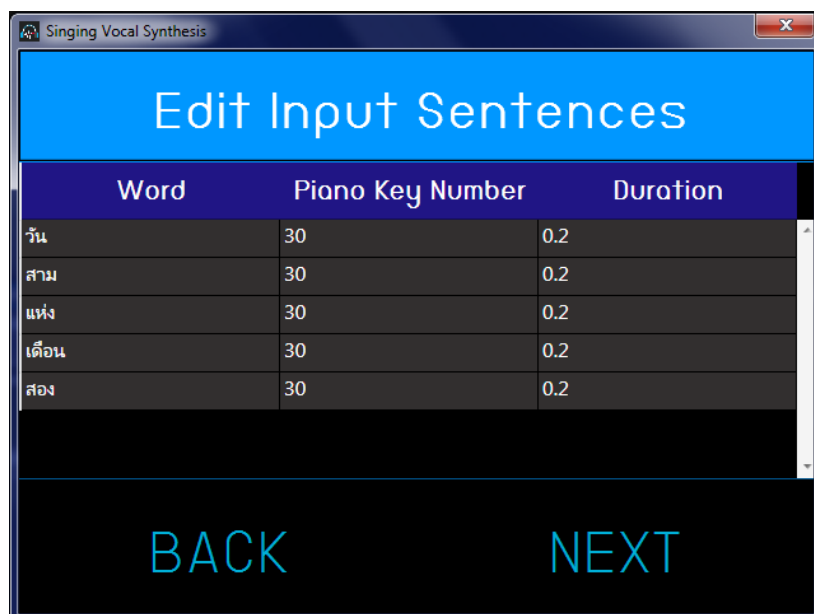 Singing Vocal Synthesis
Edit Input Sentences
Word Piano Key Number Duration
วัน 30 0.2
สาม 30 0.2
แห่ง 30 0.2
เดือน 30 0.2
สอง 30 0.2
BACK NEXT